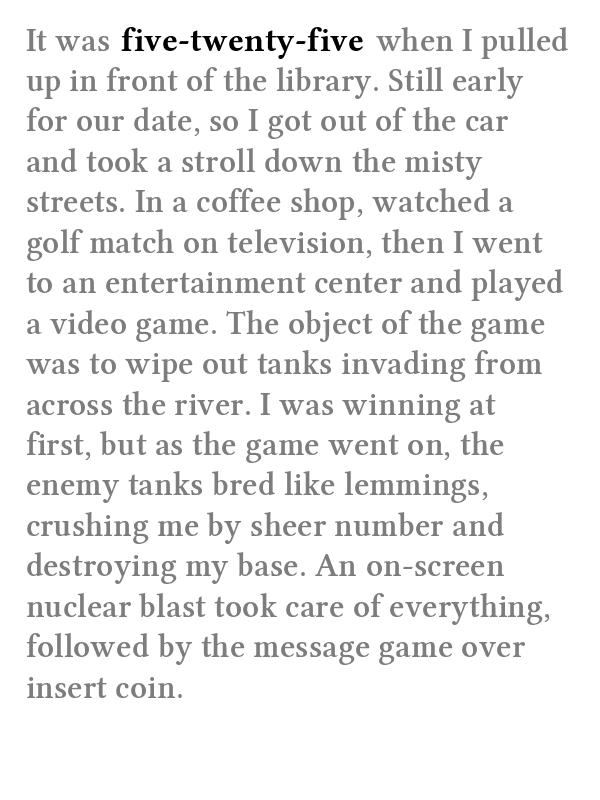 It was five-twenty-five when I pulled
up in front of the library. Still early
for our date, so I got out of the car
and took a stroll down the misty
streets. In a coffee shop, watched a
golf match on television, then I went
to an entertainment center and played
a video game. The object of the game
was to wipe out tanks invading from
across the river. I was winning at
first, but as the game went on, the
enemy tanks bred like lemmings,
crushing me by sheer number and
destroying my base. An on-screen
nuclear blast took care of everything,
followed by the message game over
insert coin.